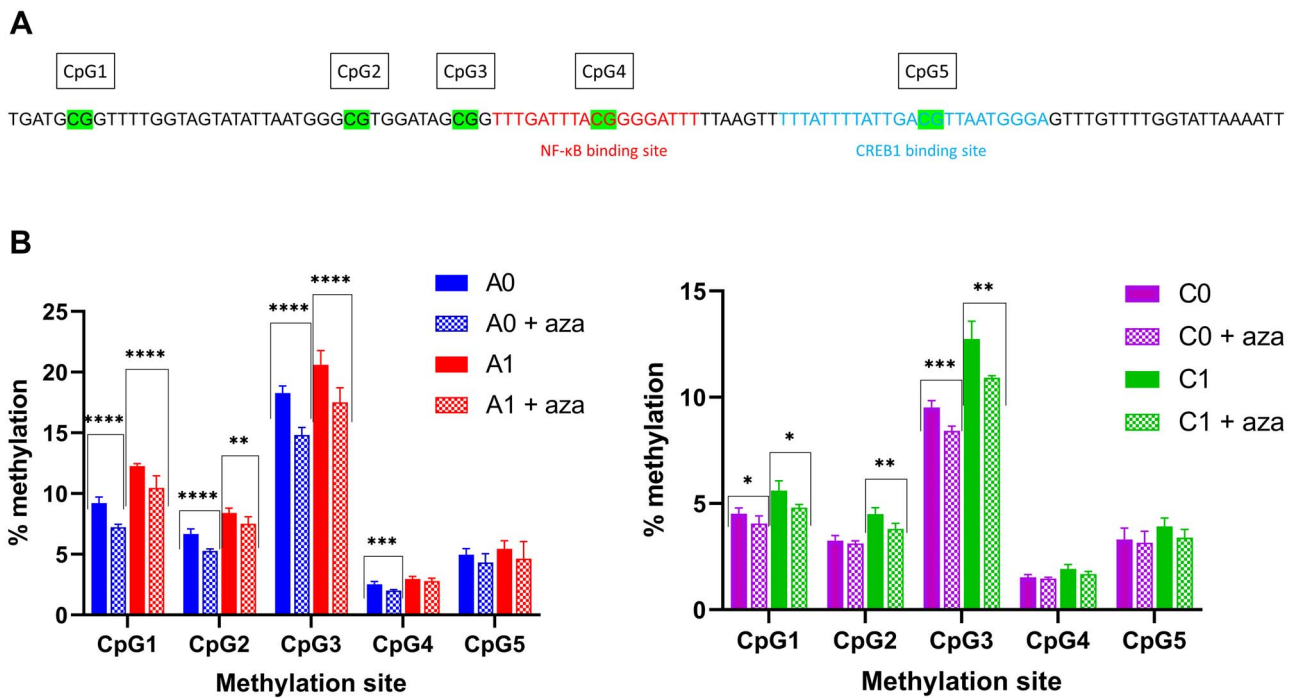 A
CpG1 CpG2 CpG3 CpG4 CpG5
TGATGCGGTTTTGGTAGTATATTAATGGGCGTGGATAGCGGTTTGATTTACGGGGATTTTTAAGTTTTTATTTTATTGACGTTAATGGGAGTTTGTTTTGGTATTAAAATT
NF-κB binding site CREB1 binding site
B
% methylation
25
20
15
10
5
0
**** **** **** ** **** **** ***
A0
A0 + aza
A1
A1 + aza
CpG1 CpG2 CpG3 CpG4 CpG5
Methylation site
% methylation
15
10
5
0
* * ** *** **
C0
C0 + aza
C1
C1 + aza
CpG1 CpG2 CpG3 CpG4 CpG5
Methylation site